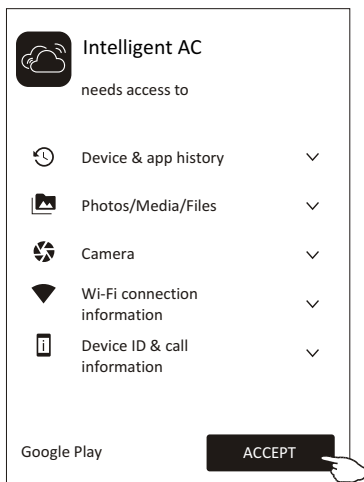 Intelligent AC
needs access to
Device & app history
Photos/Media/Files
Camera
Wi-Fi connection
information
Device ID & call
information
Google Play
ACCEPT